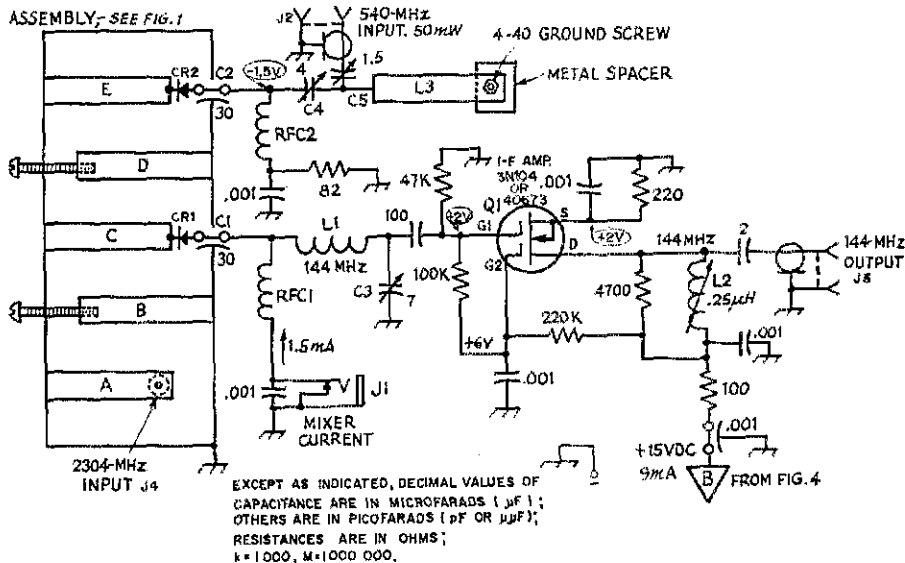 ASSEMBLY,- SEE FIG. 1
J2
540-MHz
INPUT. 50mW
4-40 GROUND SCREW
METAL SPACER
E
CR2
C2
30
-1.5V
4
C4
1.5
C5
L3
RFC2
.001
82
D
C
CR1
C1
30
L1
144 MHz
100
C3
7
RFC1
1.5mA
.001
J1
V
MIXER
CURRENT
B
A
2304-MHz
INPUT J4
47K
+2V
100K
+6V
I-F AMP.
3N104
OR
40673
Q1
G1
G2
S
D
.001
220
+2V
144MHz
2
144-MHz
OUTPUT
4700
L2
.25µH
220K
.001
.001
100
.001
+15VDC
9mA
B
FROM FIG. 4
EXCEPT AS INDICATED, DECIMAL VALUES OF
CAPACITANCE ARE IN MICROFARADS ( µF ) ;
OTHERS ARE IN PICOFARADS ( pF OR µµF);
RESISTANCES ARE IN OHMS ;
k = 1000, M=1000 000,